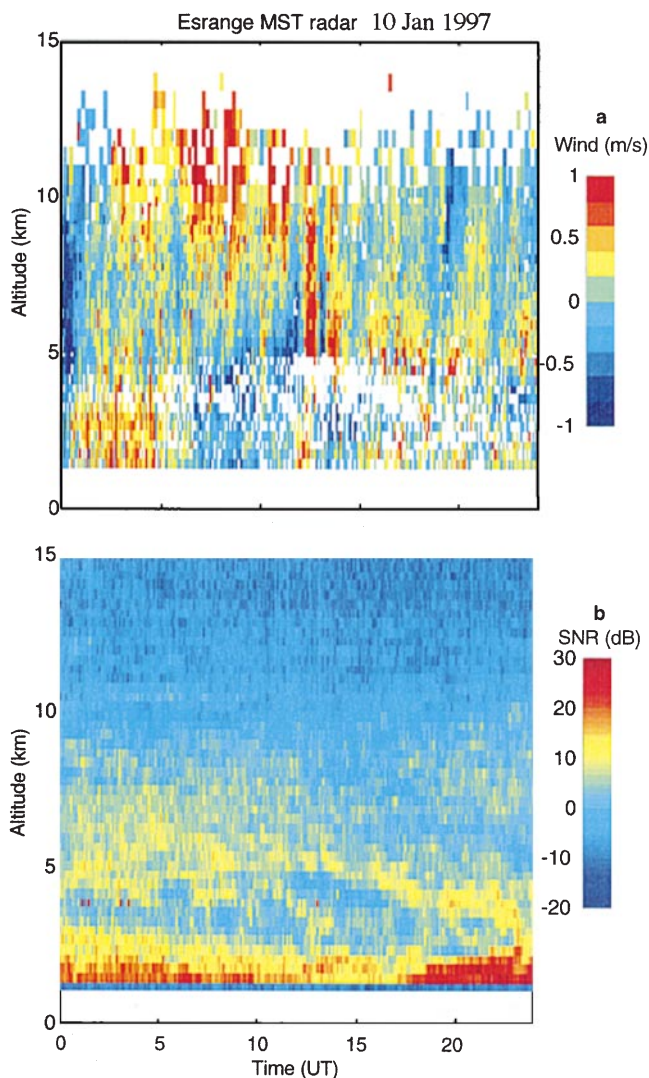 Esrange MST radar 10 Jan 1997
15
10
5
0
Altitude (km)
a
Wind (m/s)
1
0.5
0
-0.5
-1
15
10
5
0
Altitude (km)
b
SNR (dB)
30
20
10
0
-10
-20
0 5 10 15 20
Time (UT)